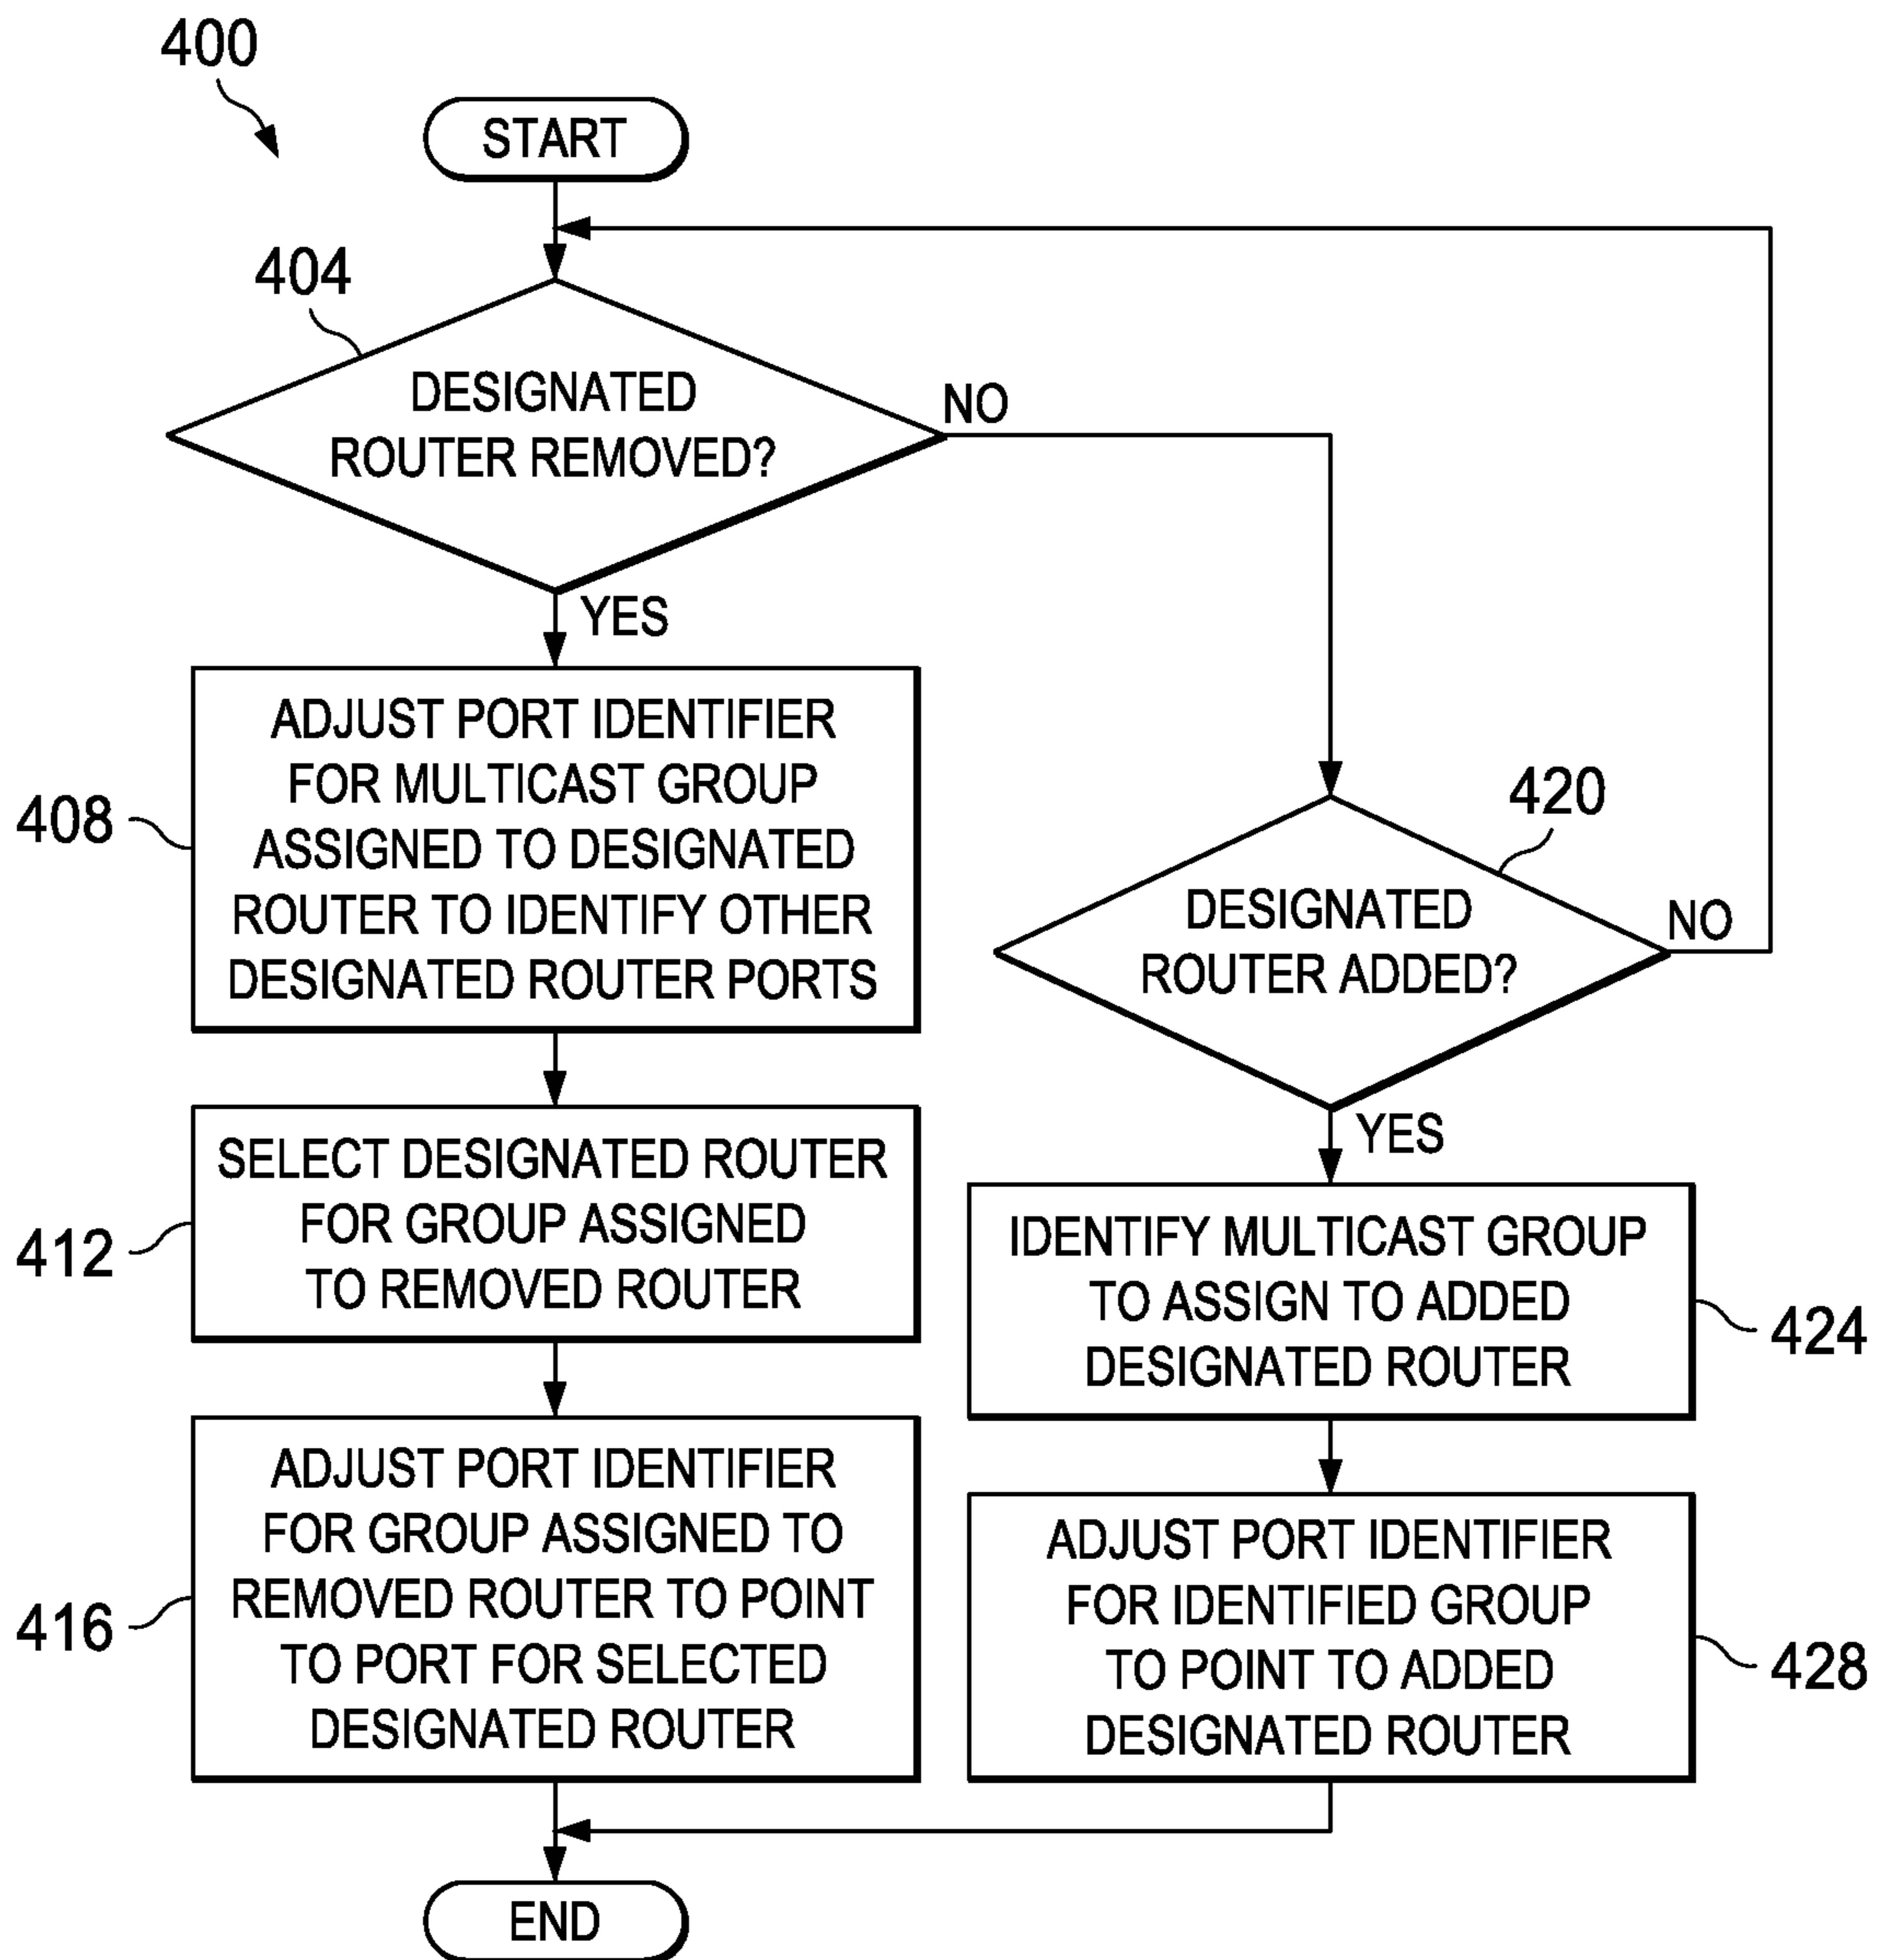 400
START
404
DESIGNATED
ROUTER REMOVED?
NO
YES
408
ADJUST PORT IDENTIFIER
FOR MULTICAST GROUP
ASSIGNED TO DESIGNATED
ROUTER TO IDENTIFY OTHER
DESIGNATED ROUTER PORTS
412
SELECT DESIGNATED ROUTER
FOR GROUP ASSIGNED
TO REMOVED ROUTER
416
ADJUST PORT IDENTIFIER
FOR GROUP ASSIGNED TO
REMOVED ROUTER TO POINT
TO PORT FOR SELECTED
DESIGNATED ROUTER
420
DESIGNATED
ROUTER ADDED?
NO
YES
IDENTIFY MULTICAST GROUP
TO ASSIGN TO ADDED
DESIGNATED ROUTER
424
ADJUST PORT IDENTIFIER
FOR IDENTIFIED GROUP
TO POINT TO ADDED
DESIGNATED ROUTER
428
END